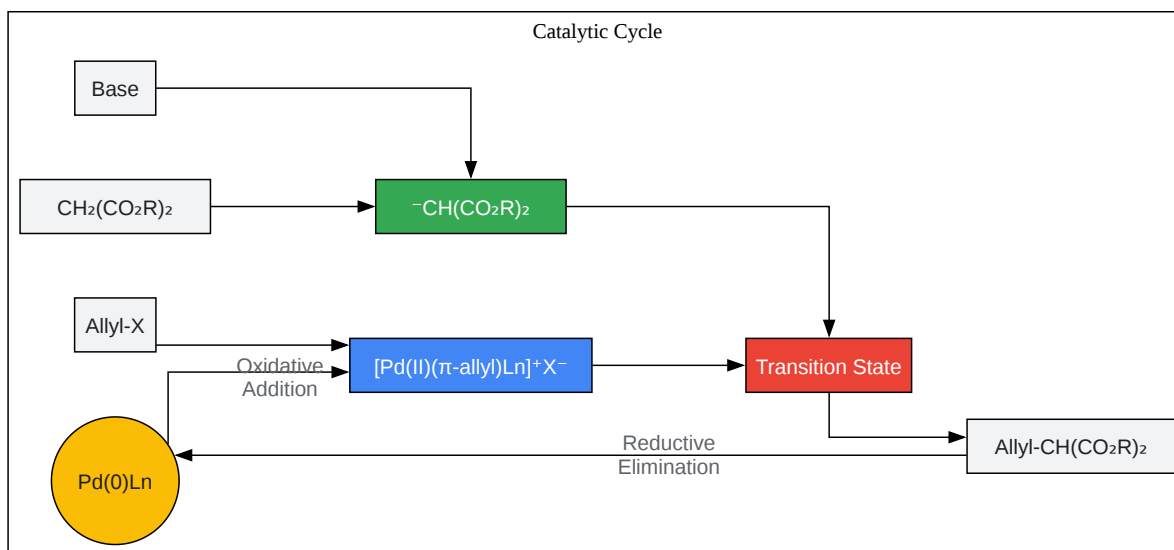 Catalytic Cycle
Base
CH₂(CO₂R)₂
⁻CH(CO₂R)₂
Allyl-X
Oxidative
Addition
[Pd(II)(π-allyl)Ln]⁺X⁻
Transition State
Reductive
Elimination
Allyl-CH(CO₂R)₂
Pd(0)Ln